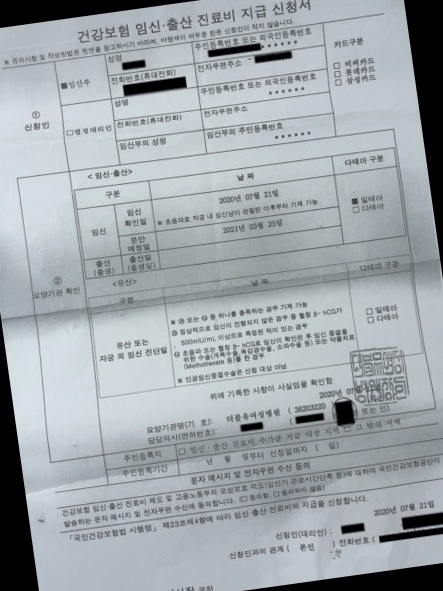 건강보험 임신·출산 진료비 지급 신청서
※ 유의사항 및 작성방법은 뒷면을 참고하시기 바라며, 바탕색이 어두운 란은 신청인이 적지 않습니다.
① 신청인
■ 임산부
성명
주민등록번호 또는 외국인등록번호
전화번호(휴대전화)
전자우편주소
카드구분
□ 비씨카드
□ 롯데카드
□ 삼성카드
□ 법정대리인
성명
주민등록번호 또는 외국인등록번호
전화번호(휴대전화)
전자우편주소
임산부의 성명
임산부의 주민등록번호
② 요양기관 확인
<임신·출산>
구분
날 짜
다태아 구분
임신
임신 확인일
2020년 07월 21일
※ 초음파로 자궁 내 임신낭이 관찰된 이후부터 기재 가능
■ 일태아
□ 다태아
분만 예정일
2021년 03월 25일
출산 (출생)
출산일 (출생일)
<유산>
구분
날 짜
다태아 구분
유산 또는
자궁 외 임신 진단일
※ ㉮ 또는 ㉯ 중 하나를 충족하는 경우 기재 가능
㉮ 정상적으로 임신이 진행되지 않은 경우 중 혈청 β- hCG가
500mIU/mL 이상으로 측정된 적이 있는 경우
㉯ 초음파 또는 혈청 β- hCG로 임신이 확인된 후 임신 종결을
위한 수술(개복수술, 복강경수술, 소파수술 등) 또는 약물치료
(Methotrexate 등)를 한 경우
※ 인공임신중절수술은 신청 대상 아님
□ 일태아
□ 다태아
위에 기록한 사항이 사실임을 확인함
2020년 07월
요양기관명(기 호): 더블유여성병원 ( 36203220
담당의사(면허번호):
또는 인)
주민등록지
□ 임신·출산 진료비 추가금 지급 대상 지역 □ 그 밖의 지역
주민등록기간
년 월 일부터 신청일까지 ( 일)
문자 메시지 및 전자우편 수신 동의
건강보험 임신·출산 진료비 제도 및 고용노동부의 모성보호 제도(임신기 근로시간단축 등)에 대하여 국민건강보험공단이
발송하는 문자 메시지 및 전자우편 수신에 동의합니다. (□ 동의함, □ 동의하지 않음)
「국민건강보험법 시행령」 제23조제4항에 따라 임신·출산 진료비의 지급을 신청합니다.
2020년 07월 21일
신청인(대리인) :
신청인과의 관계 ( 본인 ) 전화번호 (